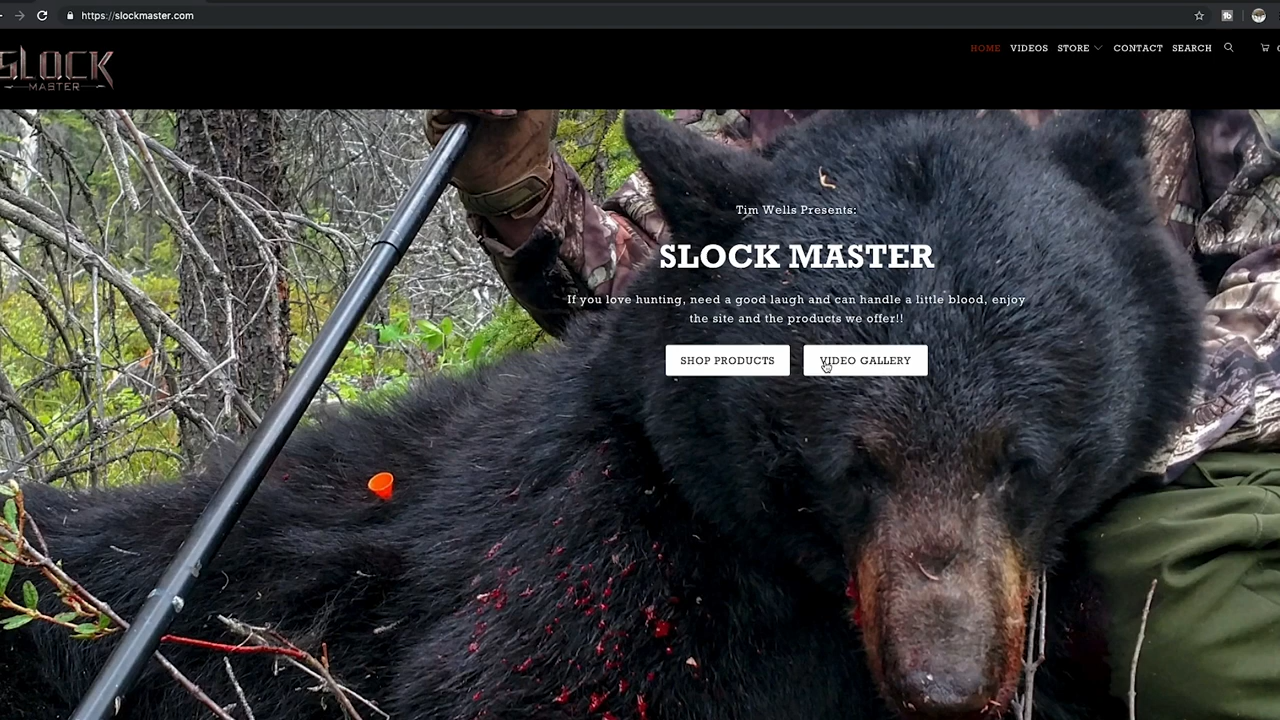 https://slockmaster.com
SLOCK
MASTER
HOME VIDEOS STORE CONTACT SEARCH
Tim Wells Presents:
SLOCK MASTER
If you love hunting, need a good laugh and can handle a little blood, enjoy
the site and the products we offer!!
SHOP PRODUCTS VIDEO GALLERY